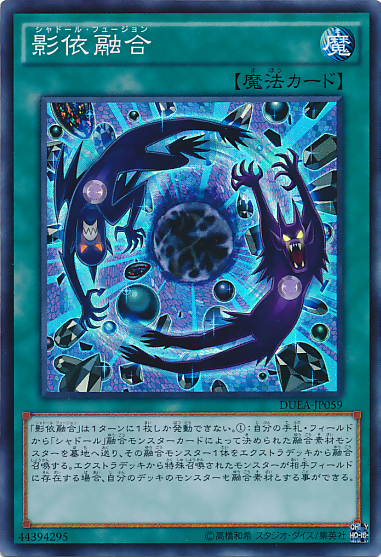 シャドール・フュージョン
影依融合
魔
【魔法カード】
DUEA-JP059
「影依融合」は1ターンに1枚しか発動できない。①：自分の手札・フィールド
から「シャドール」融合モンスターカードによって決められた融合素材モン
スターを墓地へ送り、その融合モンスター1体をエクストラデッキから融合
召喚する。エクストラデッキから特殊召喚されたモンスターが相手フィールド
に存在する場合、自分のデッキのモンスターも融合素材とする事ができる。
44394295
©高橋和希 スタジオ・ダイス/集英社